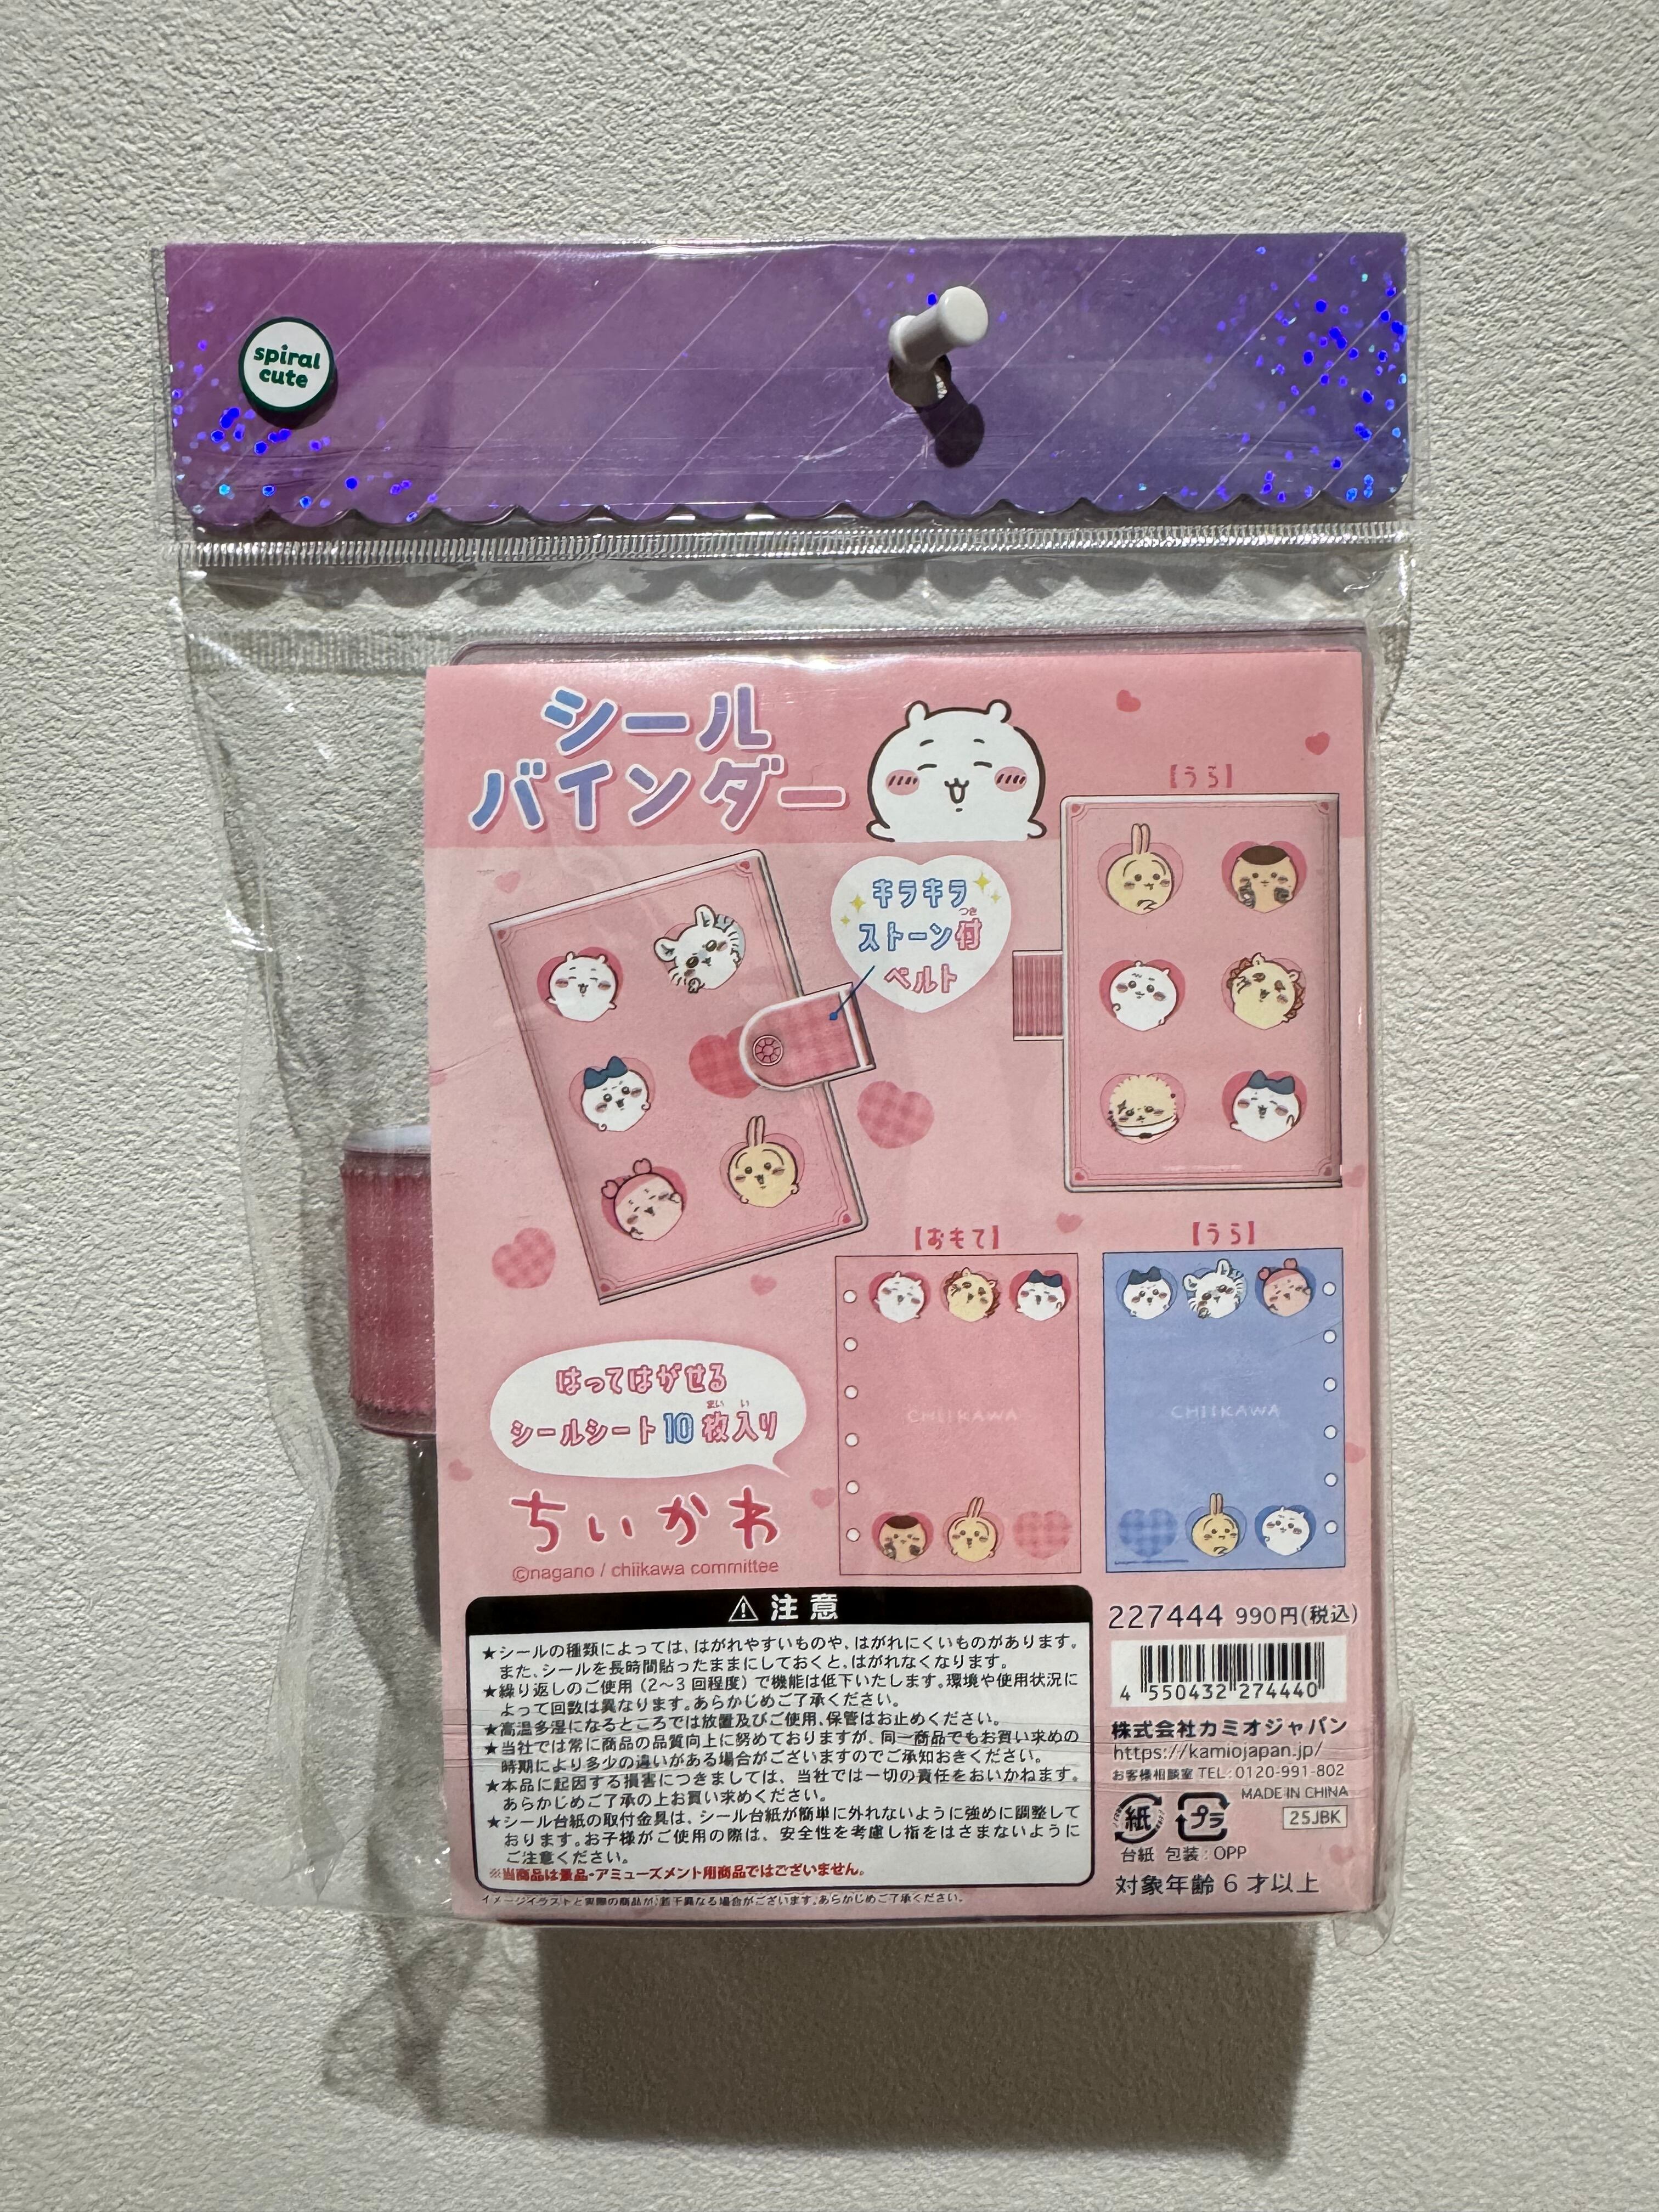 spiral
cute
シール
バインダー
キラキラ
ストーン付
つき
ベルト
【うら】
【おもて】
【うら】
CHIIKAWA
CHIIKAWA
はってはがせる
シールシート10枚入り
まい い
ちいかわ
©nagano / chiikawa committee
⚠注意
★シールの種類によっては、はがれやすいものや、はがれにくいものがあります。
また、シールを長時間貼ったままにしておくと、はがれなくなります。
★繰り返しのご使用（2〜3回程度）で機能は低下いたします。環境や使用状況に
よって回数は異なります。あらかじめご了承ください。
★高温多湿になるところでは放置及びご使用、保管はお止めください。
★当社では常に商品の品質向上に努めておりますが、同一商品でもお買い求めの
時期により多少の違いがある場合がございますのでご承知おきください。
★本品に起因する損害につきましては、当社では一切の責任をおいかねます。
あらかじめご了承の上お買い求めください。
★シール台紙の取付金具は、シール台紙が簡単に外れないように強めに調整して
おります。お子様がご使用の際は、安全性を考慮し指をはさまないように
ご注意ください。
※当商品は景品・アミューズメント用商品ではございません。
イメージイラストと実際の商品が、若干異なる場合がございます。あらかじめご了承ください。
227444 990円(税込)
4 550432 274440
株式会社カミオジャパン
https://kamiojapan.jp/
お客様相談室 TEL:0120-991-802
MADE IN CHINA
紙 プラ
25JBK
台紙 包装:OPP
対象年齢6才以上